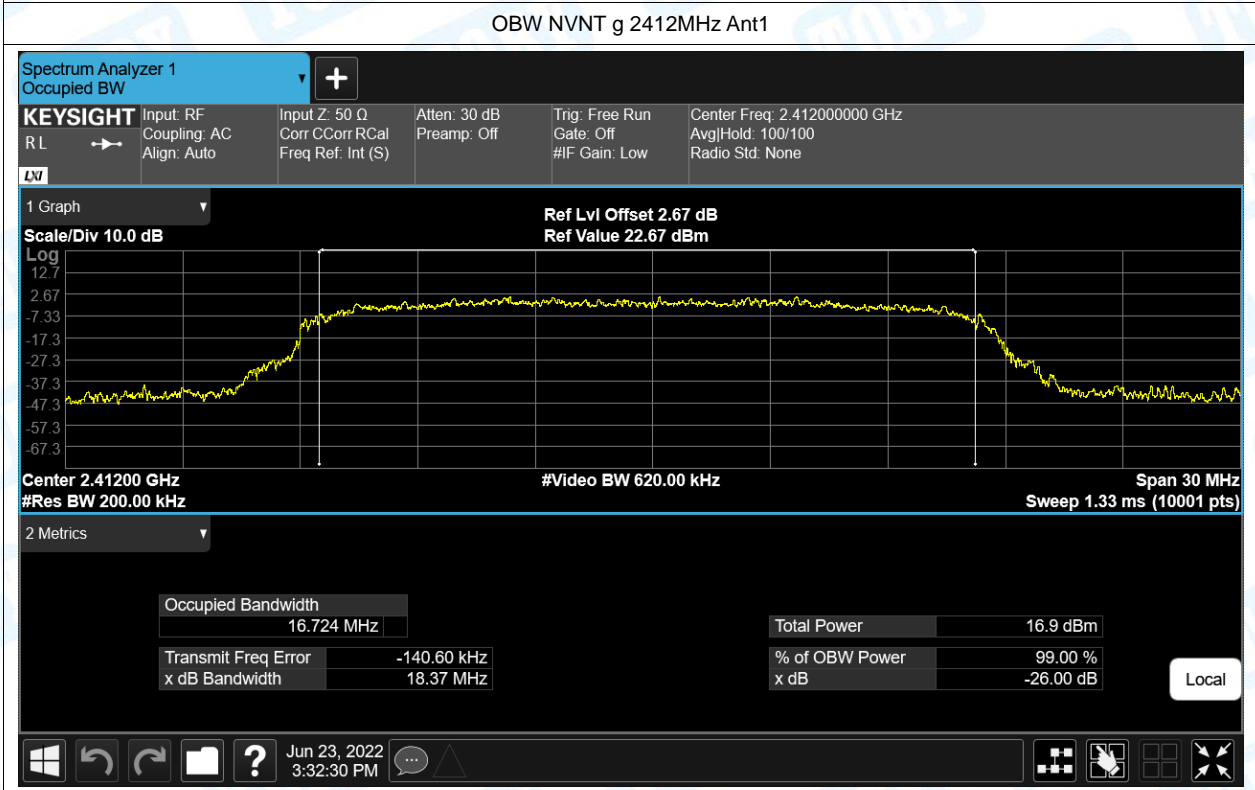 OBW NVNT g 2412MHz Ant1
Spectrum Analyzer 1
Occupied BW
KEYSIGHT
R L
LXI
Input: RF
Coupling: AC
Align: Auto
Input Z: 50 Ω
Corr CCorr RCal
Freq Ref: Int (S)
Atten: 30 dB
Preamp: Off
Trig: Free Run
Gate: Off
#IF Gain: Low
Center Freq: 2.412000000 GHz
Avg|Hold: 100/100
Radio Std: None
1 Graph
Scale/Div 10.0 dB
Ref Lvl Offset 2.67 dB
Ref Value 22.67 dBm
Log
12.7
2.67
-7.33
-17.3
-27.3
-37.3
-47.3
-57.3
-67.3
Center 2.41200 GHz
#Video BW 620.00 kHz
Span 30 MHz
#Res BW 200.00 kHz
Sweep 1.33 ms (10001 pts)
2 Metrics
Occupied Bandwidth
16.724 MHz
Total Power 16.9 dBm
Transmit Freq Error -140.60 kHz
% of OBW Power 99.00 %
x dB Bandwidth 18.37 MHz
x dB -26.00 dB
Local
?
Jun 23, 2022
3:32:30 PM